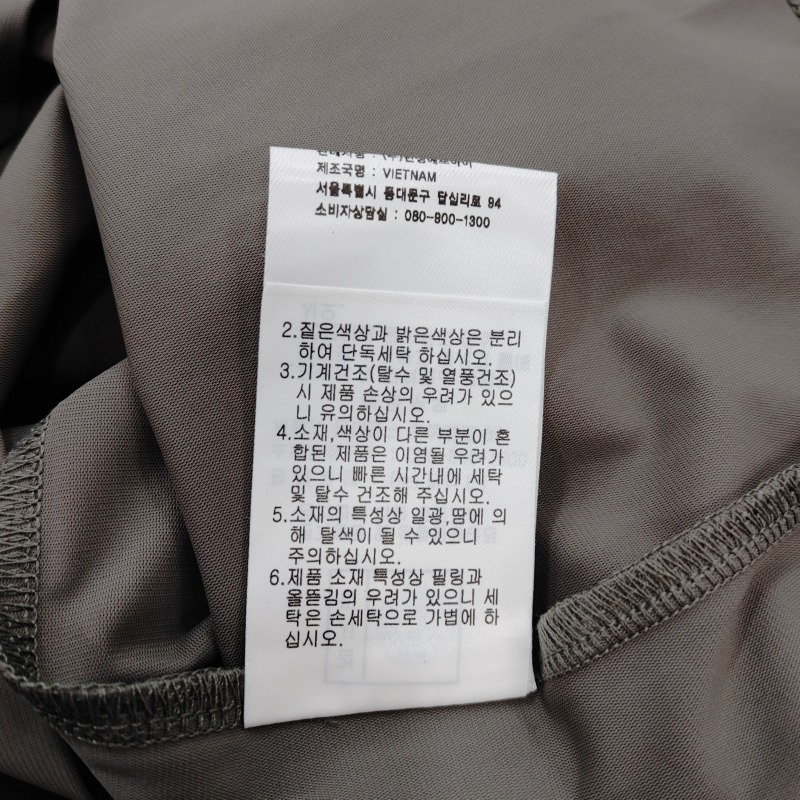 제조국명 : VIETNAM
서울특별시 동대문구 답십리로 94
소비자상담실 : 080-900-1300
2.짙은색상과 밝은색상은 분리
하여 단독세탁 하십시오.
3.기계건조(탈수 및 열풍건조)
시 제품 손상의 우려가 있으
니 유의하십시오.
4.소재,색상이 다른 부분이 혼
합된 제품은 이염될 우려가
있으니 빠른 시간내에 세탁
및 탈수 건조해 주십시오.
5.소재의 특성상 일광,땀에 의
해 탈색이 될 수 있으니
주의하십시오.
6.제품 소재 특성상 필링과
올뜯김의 우려가 있으니 세
탁은 손세탁으로 가볍에 하
십시오.